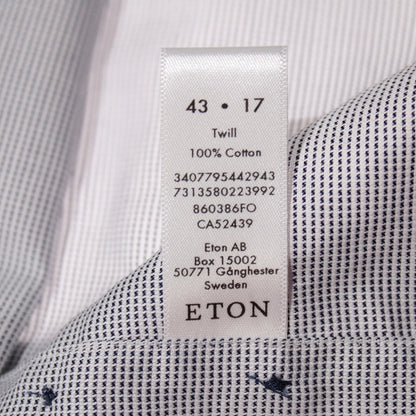 43 • 17
Twill
100% Cotton
3407795442943
7313580223992
860386FO
CA52439
Eton AB
Box 15002
50771 Gånghester
Sweden
ETON